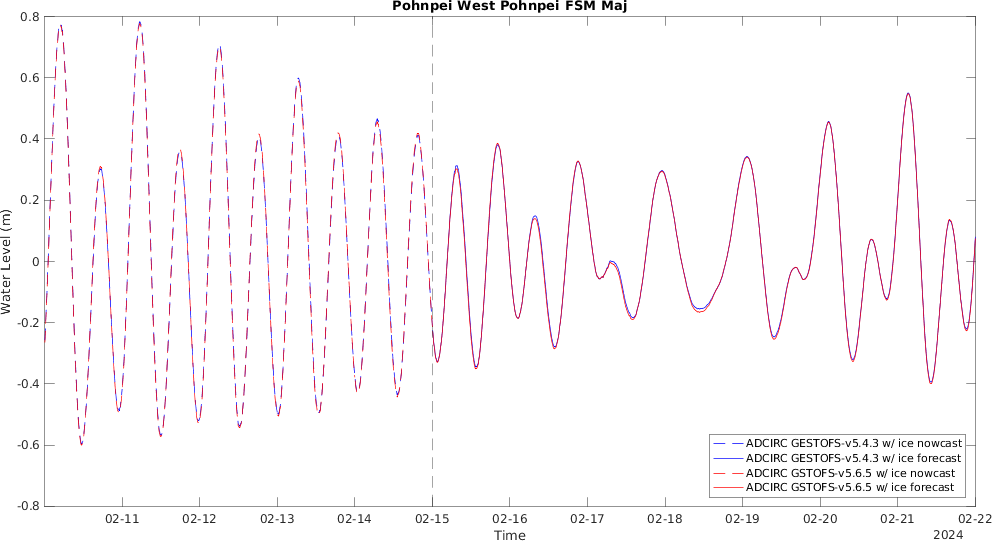 Pohnpei West Pohnpei FSM Maj
0.8
0.6
0.4
0.2
0
-0.2
-0.4
-0.6
-0.8
Water Level (m)
ADCIRC GESTOFS-v5.4.3 w/ ice nowcast
ADCIRC GESTOFS-v5.4.3 w/ ice forecast
ADCIRC GSTOFS-v5.6.5 w/ ice nowcast
ADCIRC GSTOFS-v5.6.5 w/ ice forecast
02-11 02-12 02-13 02-14 02-15 02-16 02-17 02-18 02-19 02-20 02-21 02-22
Time
2024